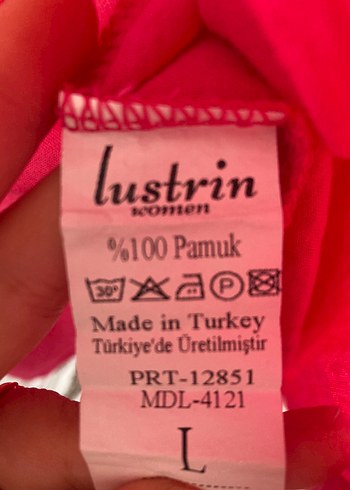 lustrin
women
%100 Pamuk
30° P
Made in Turkey
Türkiye'de Üretilmiştir
PRT-12851
MDL-4121
L